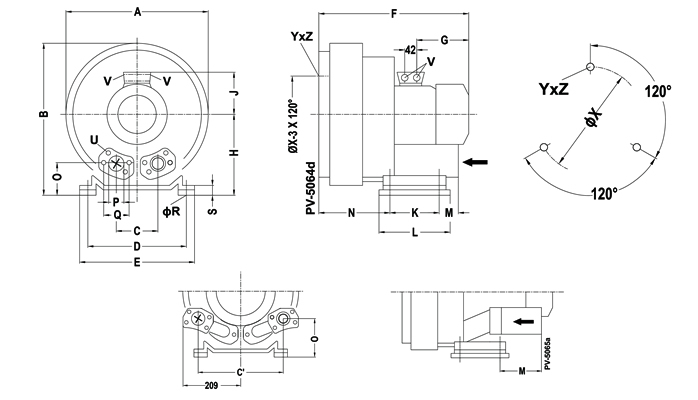 A
F
G
42
V
YxZ
B
V V
J
H
U
O
S
P
Q
ϕR
C
D
E
ØX-3 X 120°
PV-5064d
N K M
L
YxZ
ϕX
120°
120°
O
C'
209
M
PV-5065a